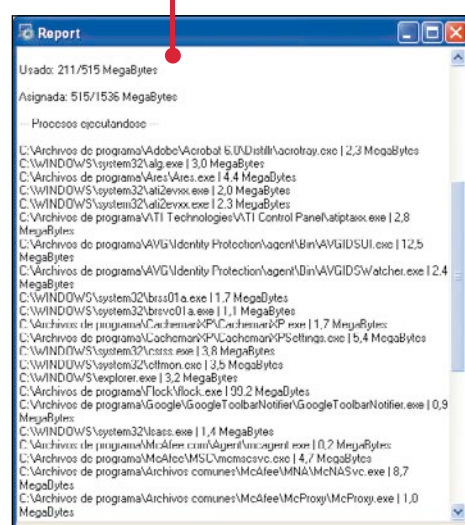 Report
Usado: 211/515 MegaBytes
Asignada: 515/1536 MegaBytes
--- Procesos ejecutandose ---
C:\Archivos de programa\Adobe\Acrobat 6.0\Distillr\acrotray.exe | 2,3 MegaBytes
C:\WINDOWS\system32\alg.exe | 3,0 MegaBytes
C:\Archivos de programa\Ares\Ares.exe | 4,4 MegaBytes
C:\WINDOWS\system32\ati2evxx.exe | 2,0 MegaBytes
C:\WINDOWS\system32\ati2evxx.exe | 2,3 MegaBytes
C:\Archivos de programa\ATI Technologies\ATI Control Panel\atiptaxx.exe | 2,8
MegaBytes
C:\Archivos de programa\AVG\Identity Protection\agent\Bin\AVGIDSUI.exe | 12,5
MegaBytes
C:\Archivos de programa\AVG\Identity Protection\agent\Bin\AVGIDSWatcher.exe | 2,4
MegaBytes
C:\WINDOWS\system32\brss01a.exe | 1,7 MegaBytes
C:\WINDOWS\system32\brsvc01a.exe | 1,1 MegaBytes
C:\Archivos de programa\CachemanXP\CachemanXP.exe | 1,7 MegaBytes
C:\Archivos de programa\CachemanXP\CachemanXPSettings.exe | 5,4 MegaBytes
C:\WINDOWS\system32\csrss.exe | 3,8 MegaBytes
C:\WINDOWS\system32\ctfmon.exe | 3,5 MegaBytes
C:\WINDOWS\explorer.exe | 3,2 MegaBytes
C:\Archivos de programa\Flock\flock.exe | 99,2 MegaBytes
C:\Archivos de programa\Google\GoogleToolbarNotifier\GoogleToolbarNotifier.exe | 0,9
MegaBytes
C:\WINDOWS\system32\lsass.exe | 1,4 MegaBytes
C:\Archivos de programa\McAfee.com\Agent\mcagent.exe | 0,2 MegaBytes
C:\Archivos de programa\McAfee\MSC\mcmscsvc.exe | 4,7 MegaBytes
C:\Archivos de programa\Archivos comunes\McAfee\MNA\McNASvc.exe | 8,7
MegaBytes
C:\Archivos de programa\Archivos comunes\McAfee\McProxy\McProxy.exe | 1,0
MegaBytes